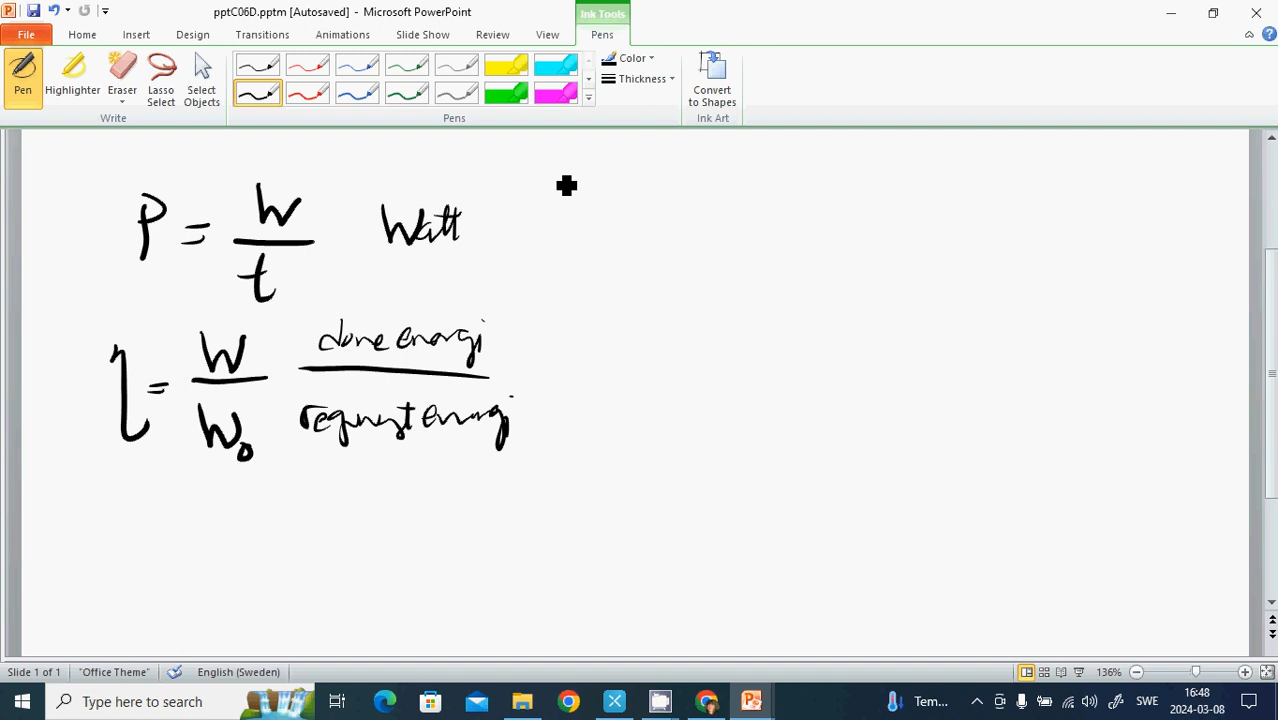 pptC06D.pptm [Autosaved] - Microsoft PowerPoint
Ink Tools
File Home Insert Design Transitions Animations Slide Show Review View Pens
Pen Highlighter Eraser Lasso Select Select Objects
Color
Thickness
Convert to Shapes
Write Pens Ink Art
P = W / t Watt
η = W / W₀ done energi / request energi
Slide 1 of 1 "Office Theme" English (Sweden) 136%
Type here to search Tem... SWE 16:48
2024-03-08